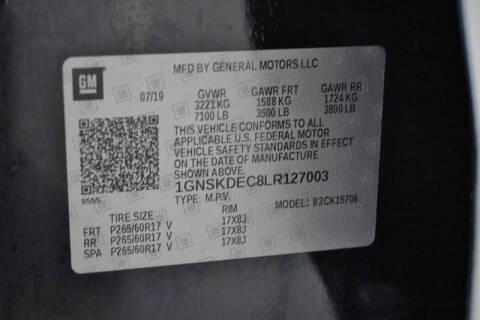 GM
MFD BY GENERAL MOTORS LLC
07/19 GVWR GAWR FRT GAWR RR
3221 KG 1588 KG 1724 KG
7100 LB 3500 LB 3800 LB
THIS VEHICLE CONFORMS TO ALL
APPLICABLE U.S. FEDERAL MOTOR
VEHICLE SAFETY STANDARDS IN EFFECT
ON THE DATE OF MANUFACTURE
SHOWN ABOVE.
1GNSKDEC8LR127003
8555 TYPE: M.P.V. MODEL: 83CK15706
TIRE SIZE RIM
FRT P265/60R17 V 17X8J
RR P265/60R17 V 17X8J
SPA P265/60R17 V 17X8J